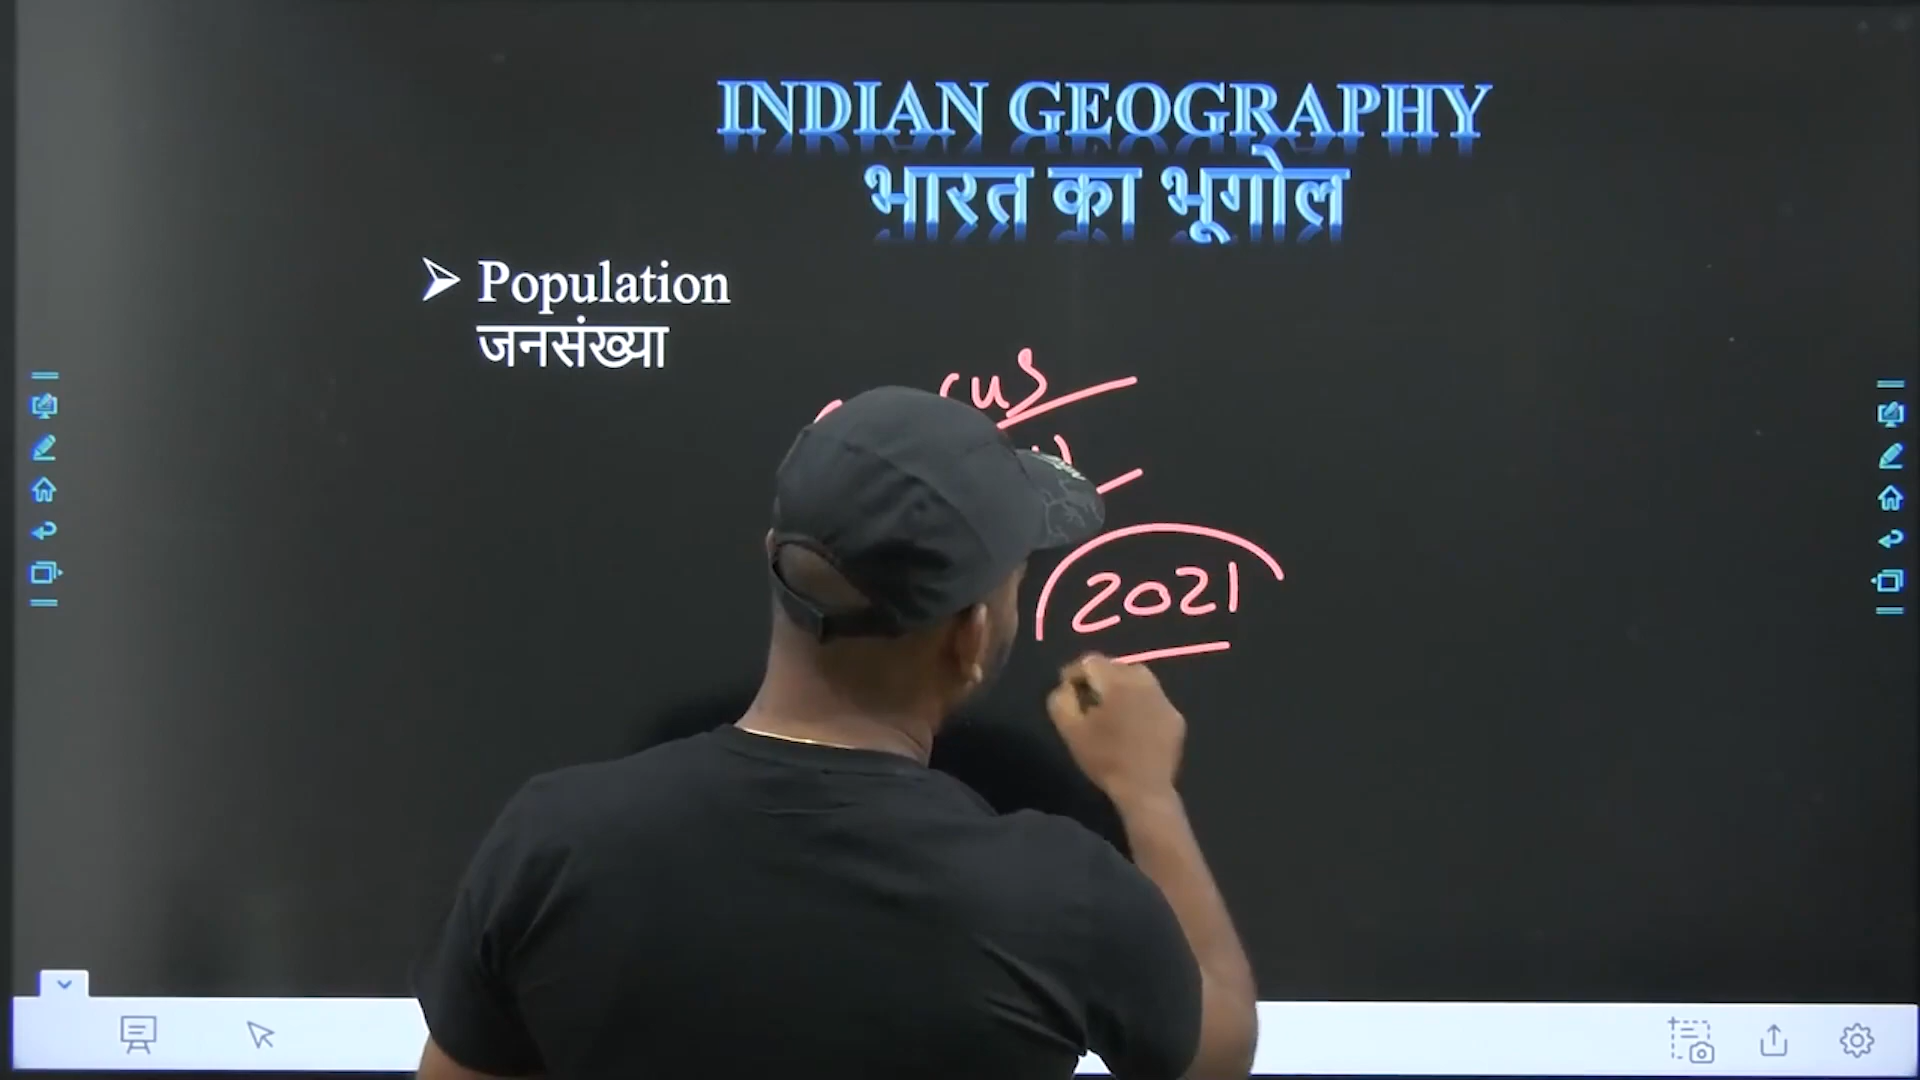 INDIAN GEOGRAPHY
भारत का भूगोल
➢ Population
जनसंख्या
2021